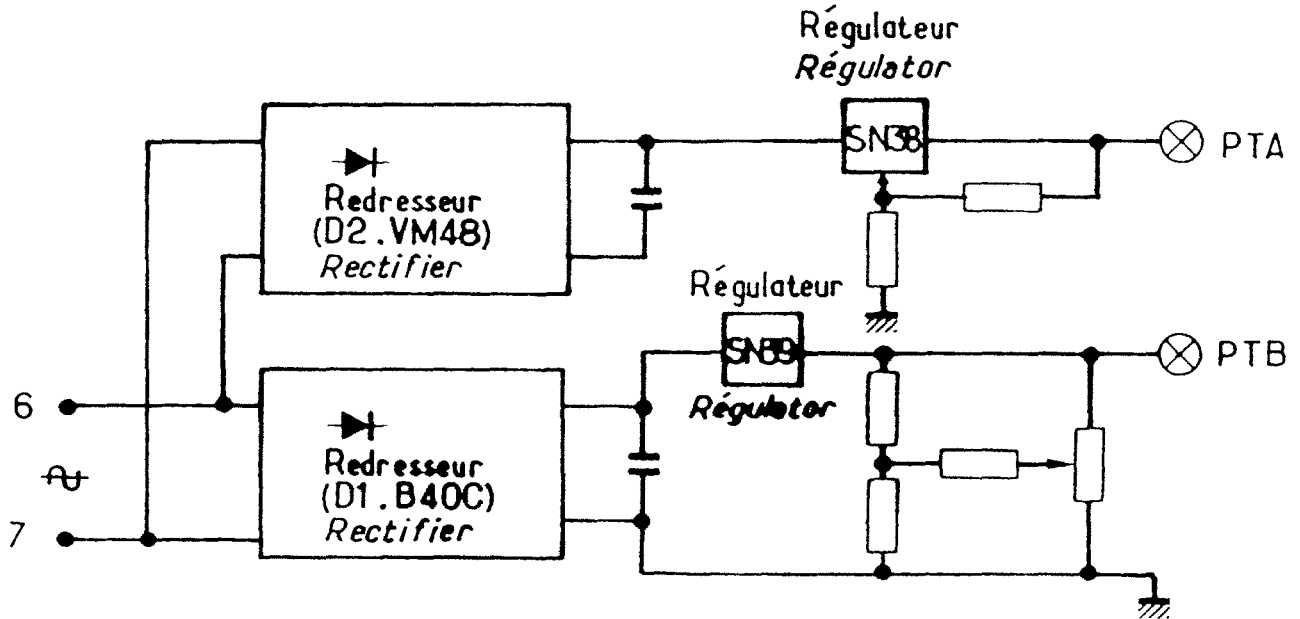 Régulateur
Régulator
SN38
PTA
Redresseur
(D2.VM48)
Rectifier
Régulateur
SN39
Régulator
PTB
6
7
Redresseur
(D1.B40C)
Rectifier